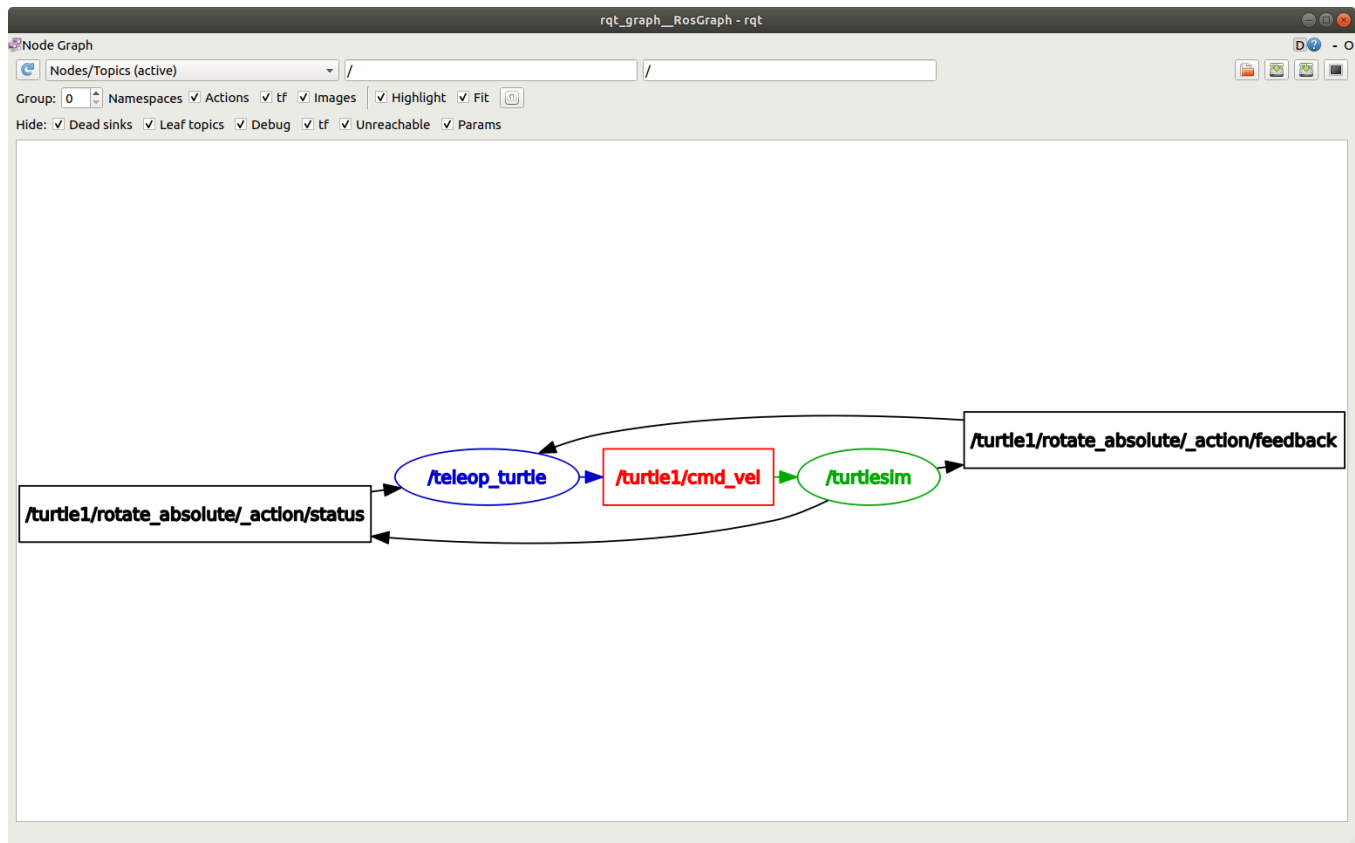 rqt_graph__RosGraph - rqt
Node Graph D ? - O
Nodes/Topics (active) / /
Group: 0 Namespaces Actions tf Images Highlight Fit
Hide: Dead sinks Leaf topics Debug tf Unreachable Params
/turtle1/rotate_absolute/_action/feedback
/teleop_turtle /turtle1/cmd_vel /turtlesim
/turtle1/rotate_absolute/_action/status